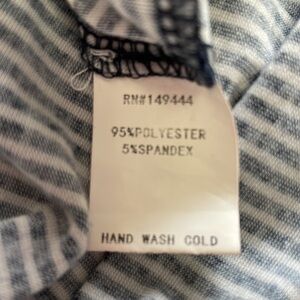 RN#149444
95%POLYESTER
5%SPANDEX
HAND WASH COLD